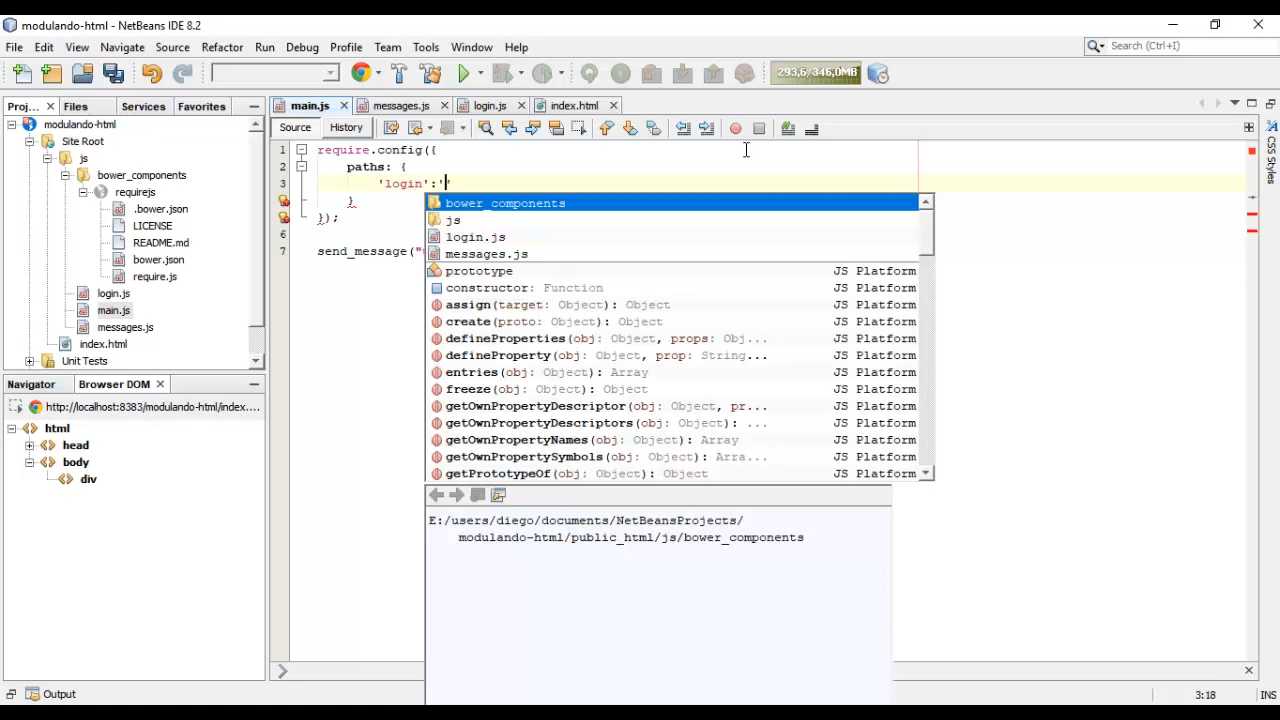 modulando-html - NetBeans IDE 8.2
File Edit View Navigate Source Refactor Run Debug Profile Team Tools Window Help
Search (Ctrl+I)
293,6/346,0MB
Proj... Files Services Favorites
main.js messages.js login.js index.html
Source History
modulando-html
Site Root
js
bower_components
requirejs
.bower.json
LICENSE
README.md
bower.json
require.js
login.js
main.js
messages.js
index.html
Unit Tests
Navigator Browser DOM
http://localhost:8383/modulando-html/index....
html
head
body
div
1 require.config({
2 paths: {
3 'login':''
}
});
6
7 send_message("
bower_components
js
login.js
messages.js
prototype JS Platform
constructor: Function
assign(target: Object): Object JS Platform
create(proto: Object): Object JS Platform
defineProperties(obj: Object, props: Obj... JS Platform
defineProperty(obj: Object, prop: String... JS Platform
entries(obj: Object): Array JS Platform
freeze(obj: Object): Object JS Platform
getOwnPropertyDescriptor(obj: Object, pr... JS Platform
getOwnPropertyDescriptors(obj: Object): ... JS Platform
getOwnPropertyNames(obj: Object): Array JS Platform
getOwnPropertySymbols(obj: Object): Arra... JS Platform
getPrototypeOf(obj: Object): Object JS Platform
E:/users/diego/documents/NetBeansProjects/
modulando-html/public_html/js/bower_components
CSS Styles
Output
3:18 INS